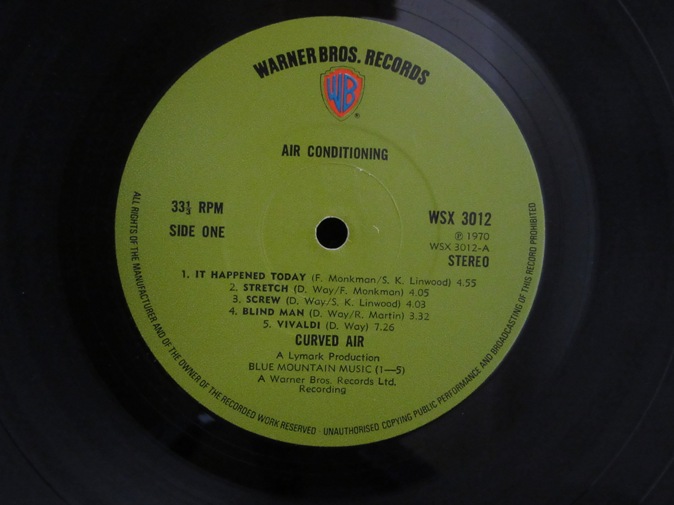 WARNER BROS. RECORDS
WB
®
AIR CONDITIONING
33⅓ RPM
SIDE ONE
WSX 3012
℗ 1970
WSX 3012-A
STEREO
1. IT HAPPENED TODAY (F. Monkman/S. K. Linwood) 4.55
2. STRETCH (D. Way/F. Monkman) 4.05
3. SCREW (D. Way/S. K. Linwood) 4.03
4. BLIND MAN (D. Way/R. Martin) 3.32
5. VIVALDI (D. Way) 7.26
CURVED AIR
A Lymark Production
BLUE MOUNTAIN MUSIC (1—5)
A Warner Bros. Records Ltd.
Recording
ALL RIGHTS OF THE MANUFACTURER AND OF THE OWNER OF THE RECORDED WORK RESERVED · UNAUTHORISED COPYING PUBLIC PERFORMANCE AND BROADCASTING OF THIS RECORD PROHIBITED